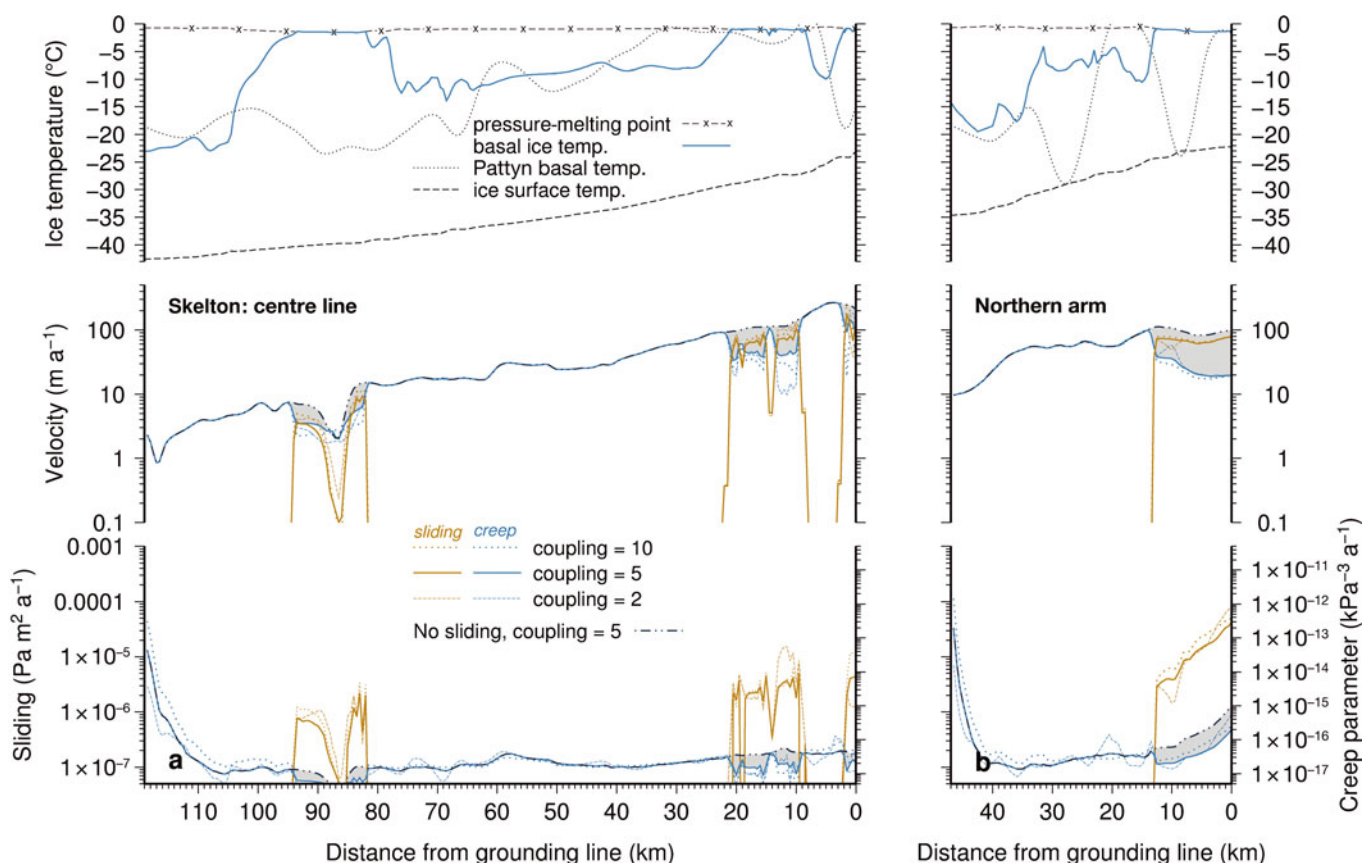 0
−5
−10
−15
−20
−25
−30
−35
−40
Ice temperature (°C)
pressure-melting point
basal ice temp.
Pattyn basal temp.
ice surface temp.
0
−5
−10
−15
−20
−25
−30
−35
−40
Skelton: centre line
Northern arm
100
10
1
0.1
Velocity (m a−1)
100
10
1
0.1
sliding creep
coupling = 10
coupling = 5
coupling = 2
No sliding, coupling = 5
0.001
0.0001
1×10−5
1×10−6
1×10−7
Sliding (Pa m2 a−1)
1×10−11
1×10−12
1×10−13
1×10−14
1×10−15
1×10−16
1×10−17
Creep parameter (kPa−3 a−1)
a
b
110 100 90 80 70 60 50 40 30 20 10 0
40 30 20 10 0
Distance from grounding line (km)
Distance from grounding line (km)